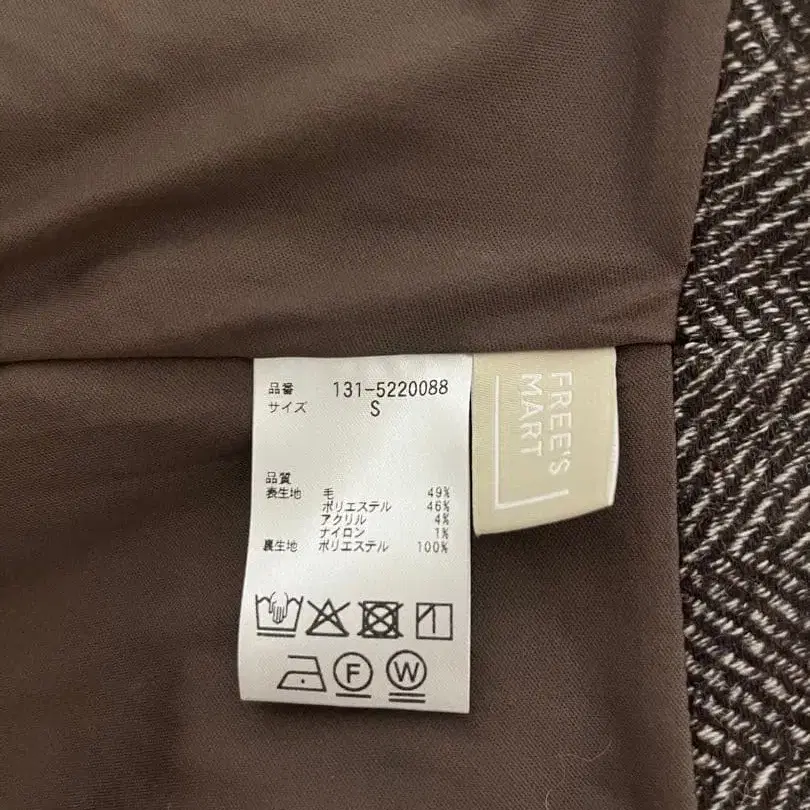 品番 131-5220088
サイズ S
品質
表生地 毛 49%
ポリエステル 46%
アクリル 4%
ナイロン 1%
裏生地 ポリエステル 100%
F W
FREE'S
MART